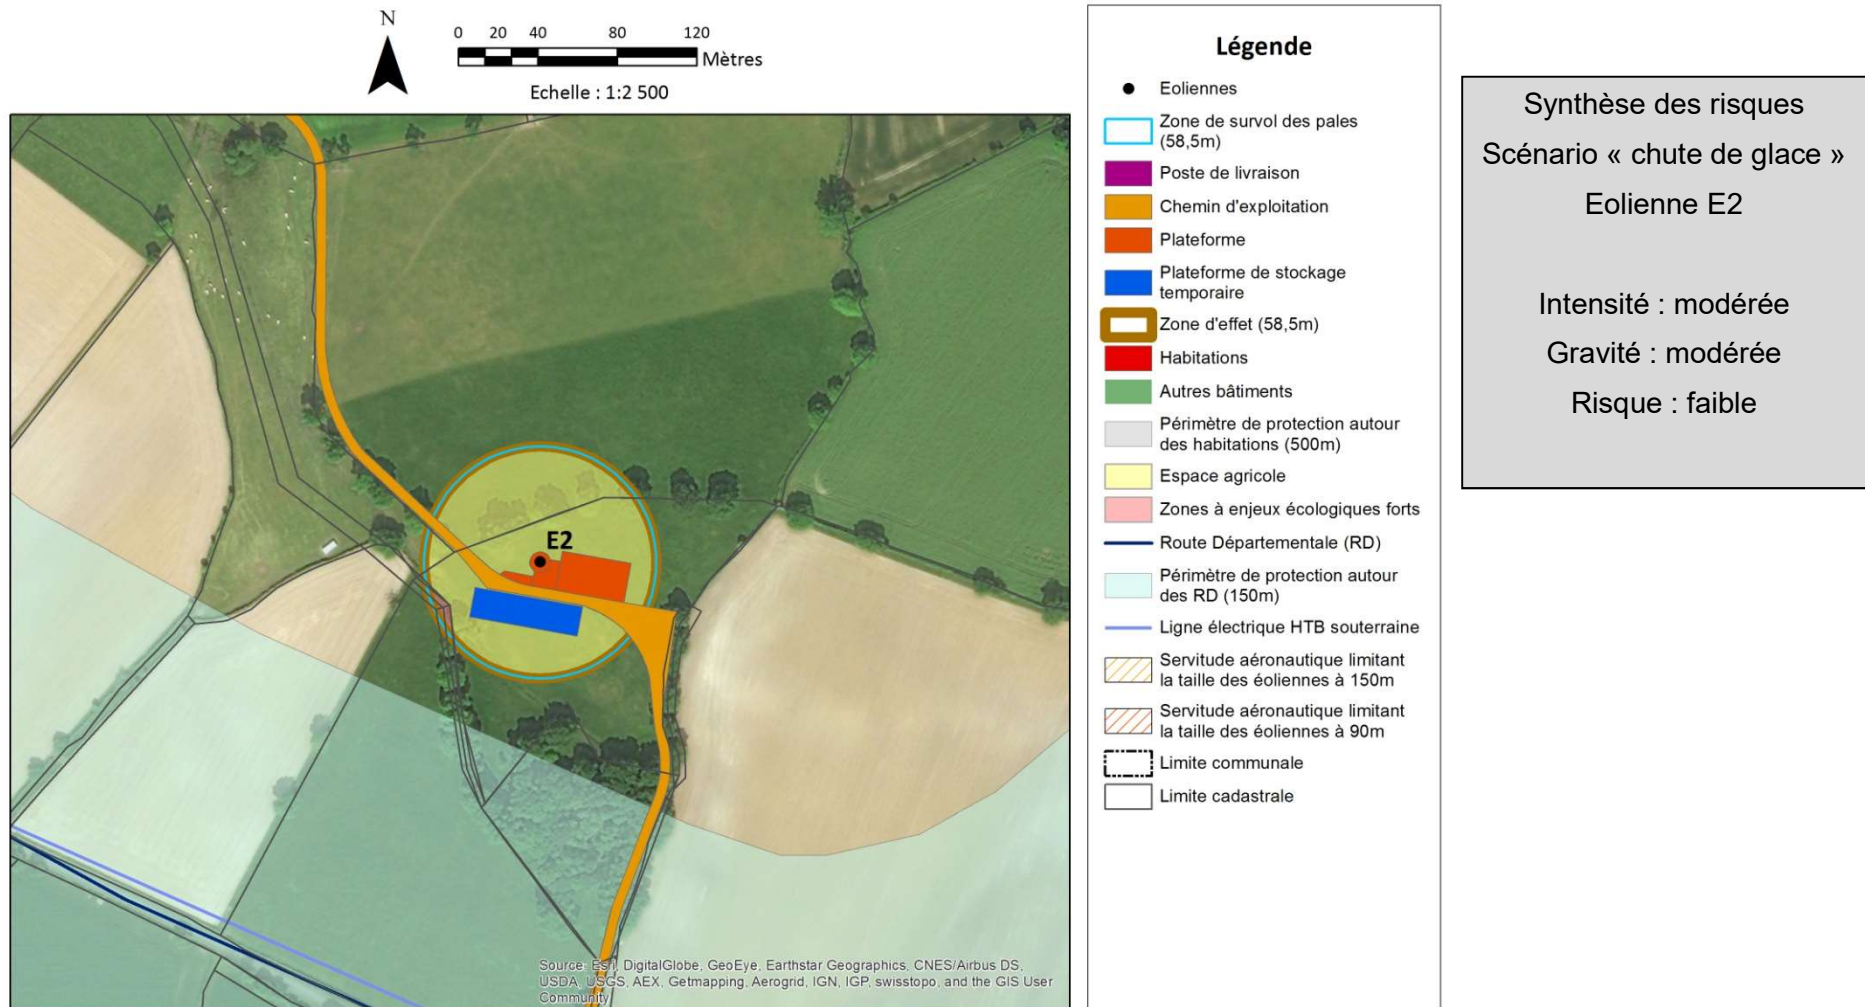 N
0 20 40 80 120
Mètres
Echelle : 1:2 500
E2
Source: Esri, DigitalGlobe, GeoEye, Earthstar Geographics, CNES/Airbus DS,
USDA, USGS, AEX, Getmapping, Aerogrid, IGN, IGP, swisstopo, and the GIS User
Community
Légende
Eoliennes
Zone de survol des pales
(58,5m)
Poste de livraison
Chemin d'exploitation
Plateforme
Plateforme de stockage
temporaire
Zone d'effet (58,5m)
Habitations
Autres bâtiments
Périmètre de protection autour
des habitations (500m)
Espace agricole
Zones à enjeux écologiques forts
Route Départementale (RD)
Périmètre de protection autour
des RD (150m)
Ligne électrique HTB souterraine
Servitude aéronautique limitant
la taille des éoliennes à 150m
Servitude aéronautique limitant
la taille des éoliennes à 90m
Limite communale
Limite cadastrale
Synthèse des risques
Scénario « chute de glace »
Eolienne E2
Intensité : modérée
Gravité : modérée
Risque : faible